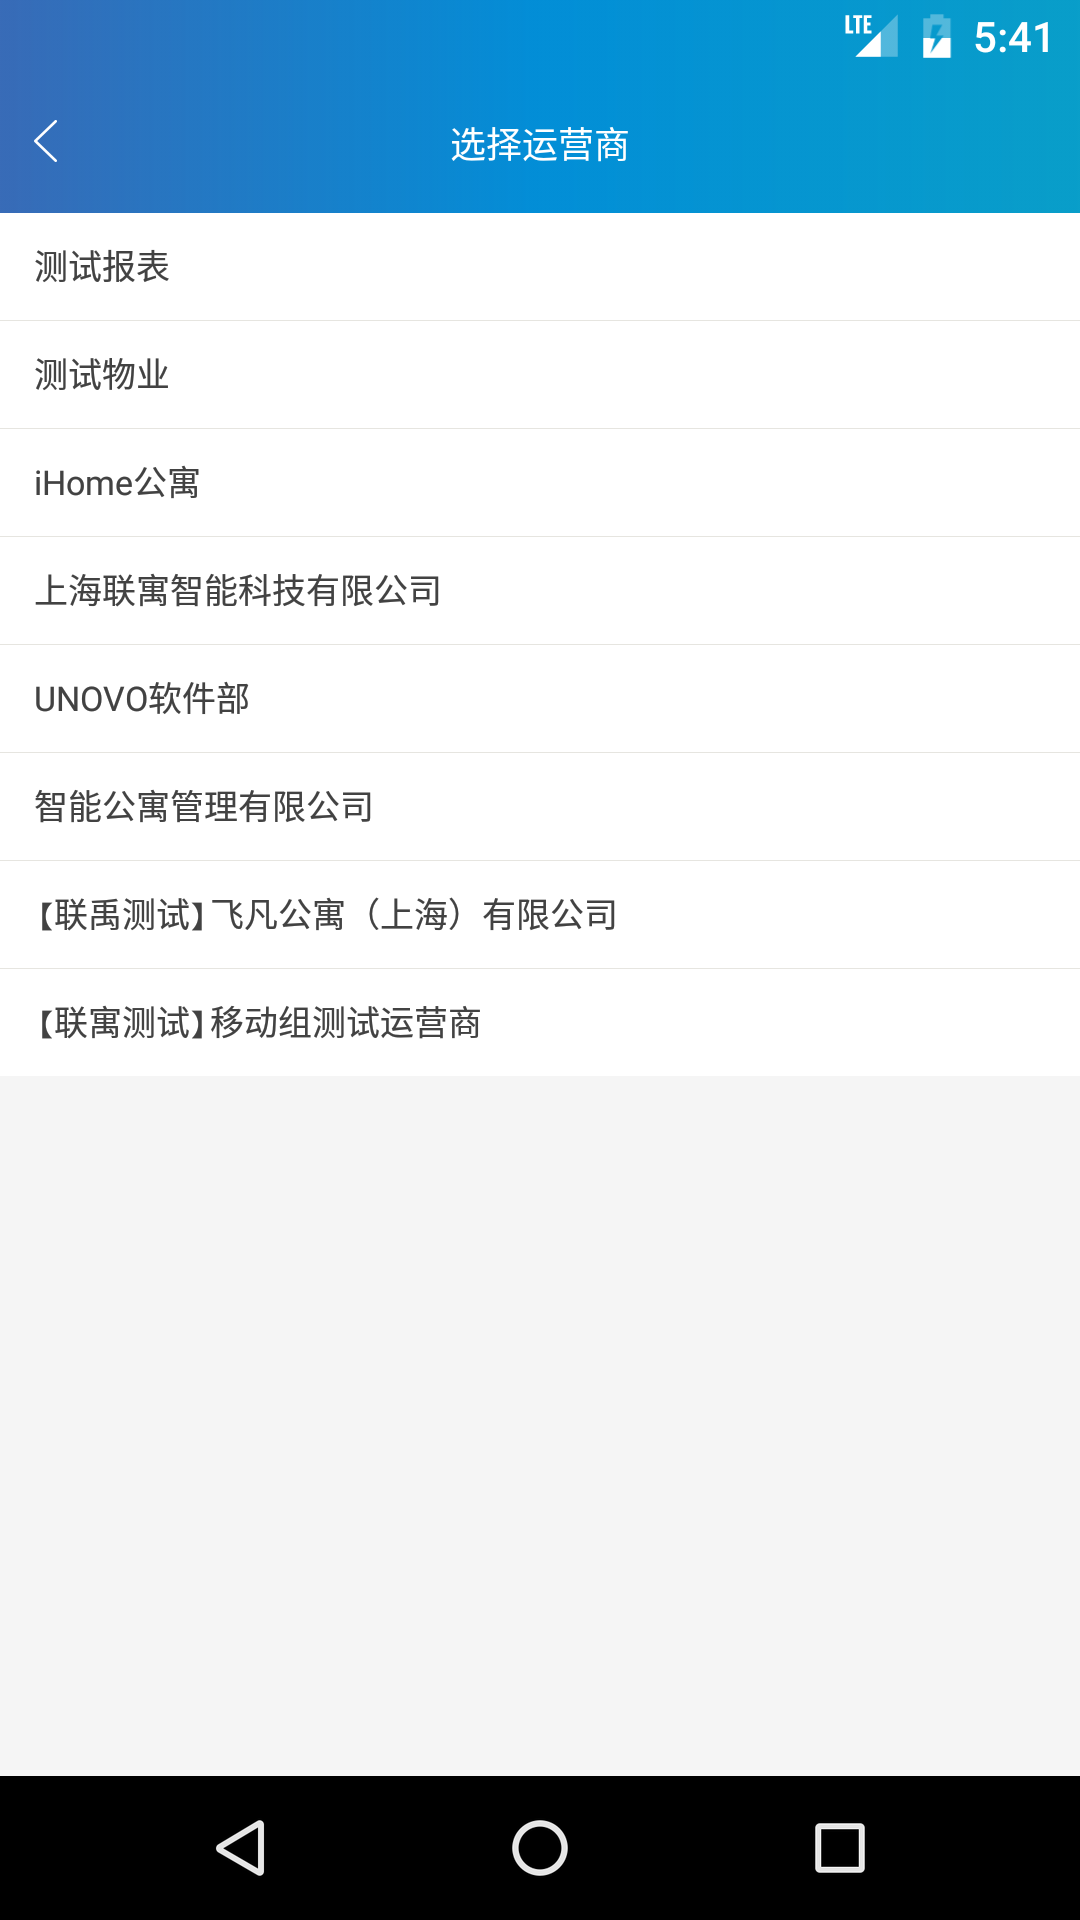 LTE 5:41
选择运营商
测试报表
测试物业
iHome公寓
上海联寓智能科技有限公司
UNOVO软件部
智能公寓管理有限公司
【联禹测试】飞凡公寓（上海）有限公司
【联寓测试】移动组测试运营商